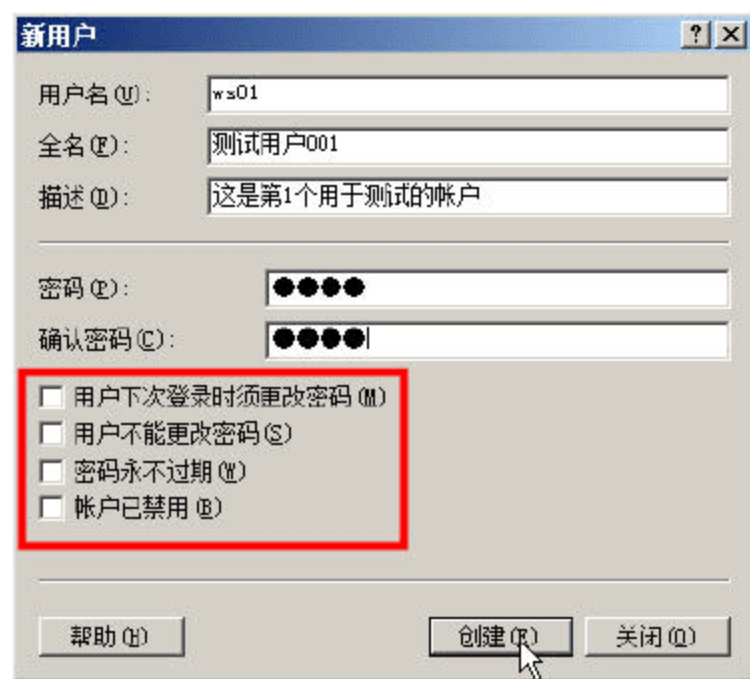 新用户
用户名(U): ws01
全名(F): 测试用户001
描述(D): 这是第1个用于测试的帐户
密码(P): ●●●●
确认密码(C): ●●●●
用户下次登录时须更改密码(M)
用户不能更改密码(S)
密码永不过期(W)
帐户已禁用(B)
帮助(H) 创建(E) 关闭(O)